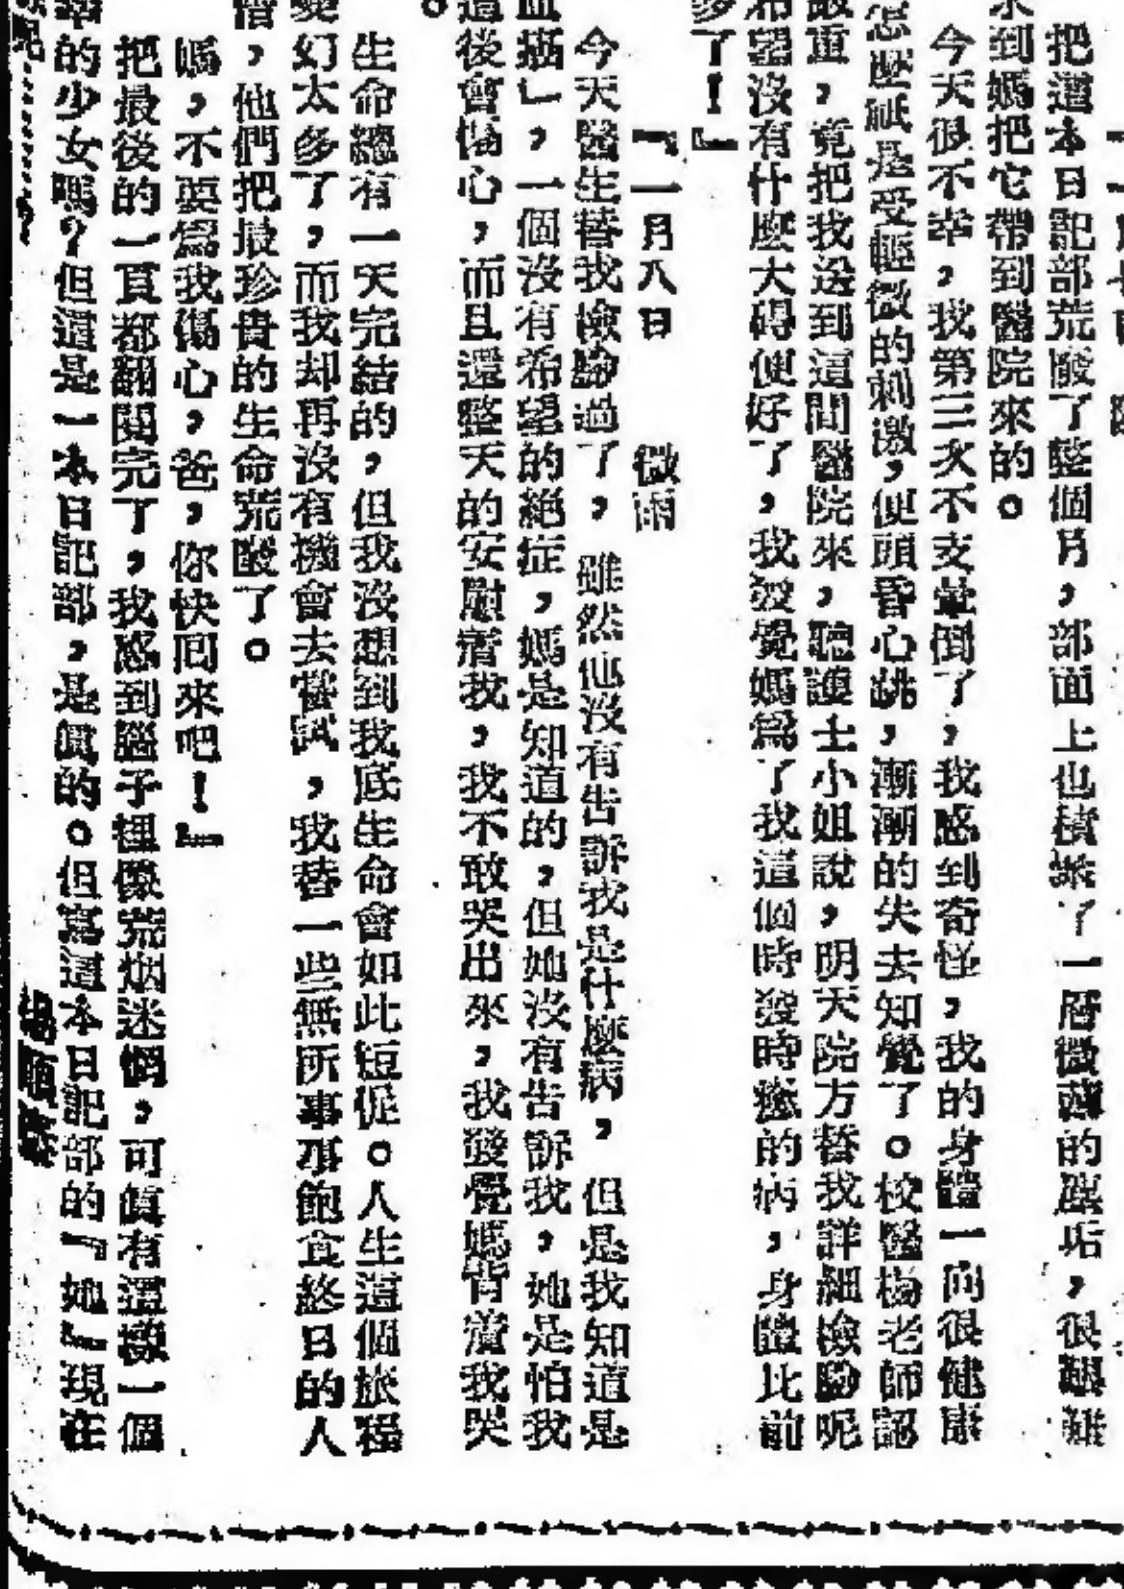 把這本日記部荒廢了整個月，部面上也積聚了一層微薄的塵垢，很艱難
求到媽把它帶到醫院來的。
今天很不幸，我第三次不支暈倒了，我感到奇怪，我的身體一向很健康
怎麼祇是受輕微的刺激，便頭昏心跳，漸漸的失去知覺了。校醫楊老師認
嚴重，竟把我送到這間醫院來，聽護士小姐說，明天院方替我詳細檢驗呢
希望沒有什麼大碍便好了，我發覺媽為了我這個時發時癒的病，身體比前
多了！』
『一月八日　微雨
今天醫生替我檢驗過了，雖然他沒有告訴我是什麼病，但是我知道是
血癌」，一個沒有希望的絕症，媽是知道的，但她沒有告訴我，她是怕我
道後會傷心，而且還整天的安慰着我，我不敢哭出來，我發覺媽背着我哭
。
生命總有一天完結的，但我沒想到我底生命會如此短促。人生這個旅程
變幻太多了，而我却再沒有機會去嘗試，我替一些無所事事飽食終日的人
惜，他們把最珍貴的生命荒廢了。
媽，不要為我傷心，爸，你快回來吧！』
把最後的一頁都翻閱完了，我感到腦子裡像荒烟迷惘，可真有這樣一個
幸的少女嗎？但這是一本日記部，是真的。但寫這本日記部的『她』現在
呢………？